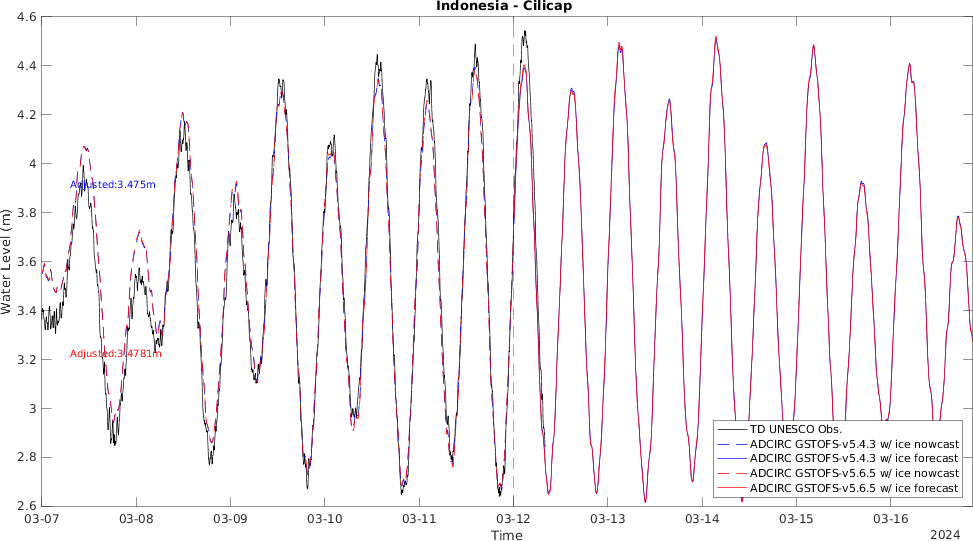 Indonesia - Cilicap
4.6
4.4
4.2
4
3.8
3.6
3.4
3.2
3
2.8
2.6
Water Level (m)
Adjusted:3.475m
Adjusted:3.4781m
TD UNESCO Obs.
ADCIRC GSTOFS-v5.4.3 w/ ice nowcast
ADCIRC GSTOFS-v5.4.3 w/ ice forecast
ADCIRC GSTOFS-v5.6.5 w/ ice nowcast
ADCIRC GSTOFS-v5.6.5 w/ ice forecast
03-07 03-08 03-09 03-10 03-11 03-12 03-13 03-14 03-15 03-16
Time
2024